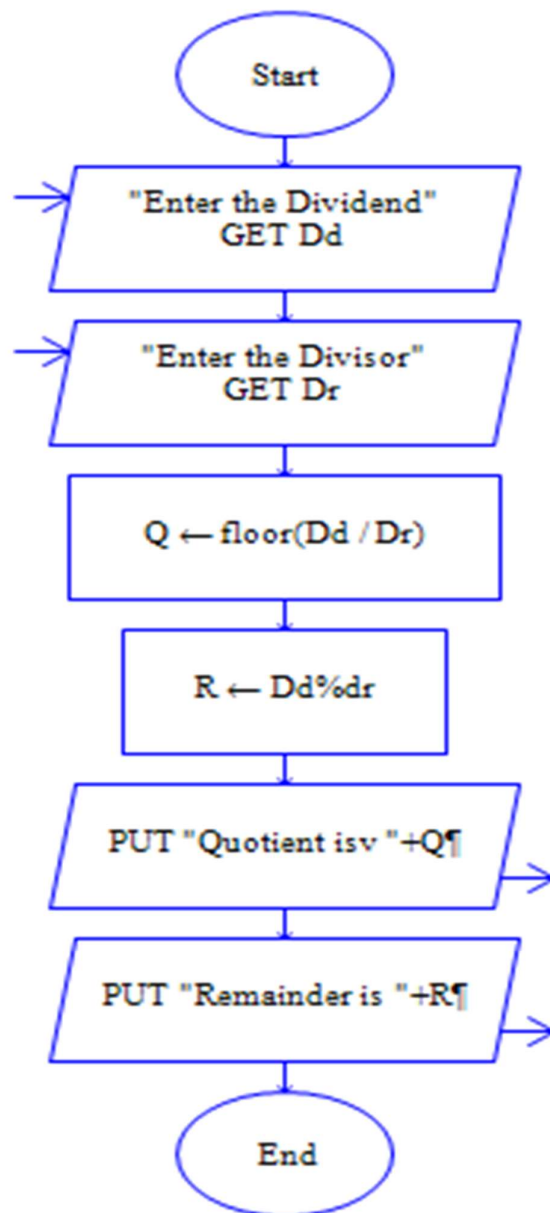 Start
"Enter the Dividend"
GET Dd
"Enter the Divisor"
GET Dr
Q ← floor(Dd / Dr)
R ← Dd%dr
PUT "Quotient isv "+Q¶
PUT "Remainder is "+R¶
End